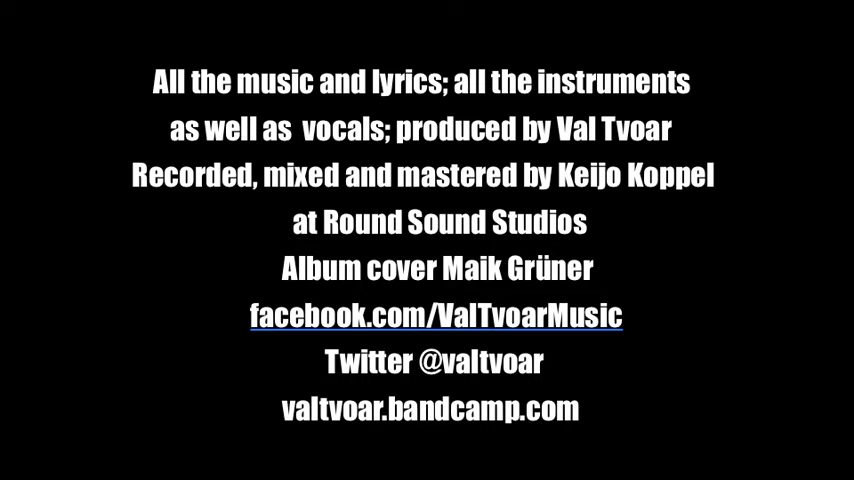 All the music and lyrics; all the instruments
as well as vocals; produced by Val Tvoar
Recorded, mixed and mastered by Keijo Koppel
at Round Sound Studios
Album cover Maik Grüner
facebook.com/ValTvoarMusic
Twitter @valtvoar
valtvoar.bandcamp.com